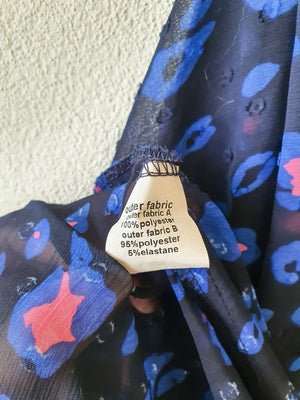 outer fabric
outer fabric A
100%polyester
outer fabric B
95%polyester
5%elastane